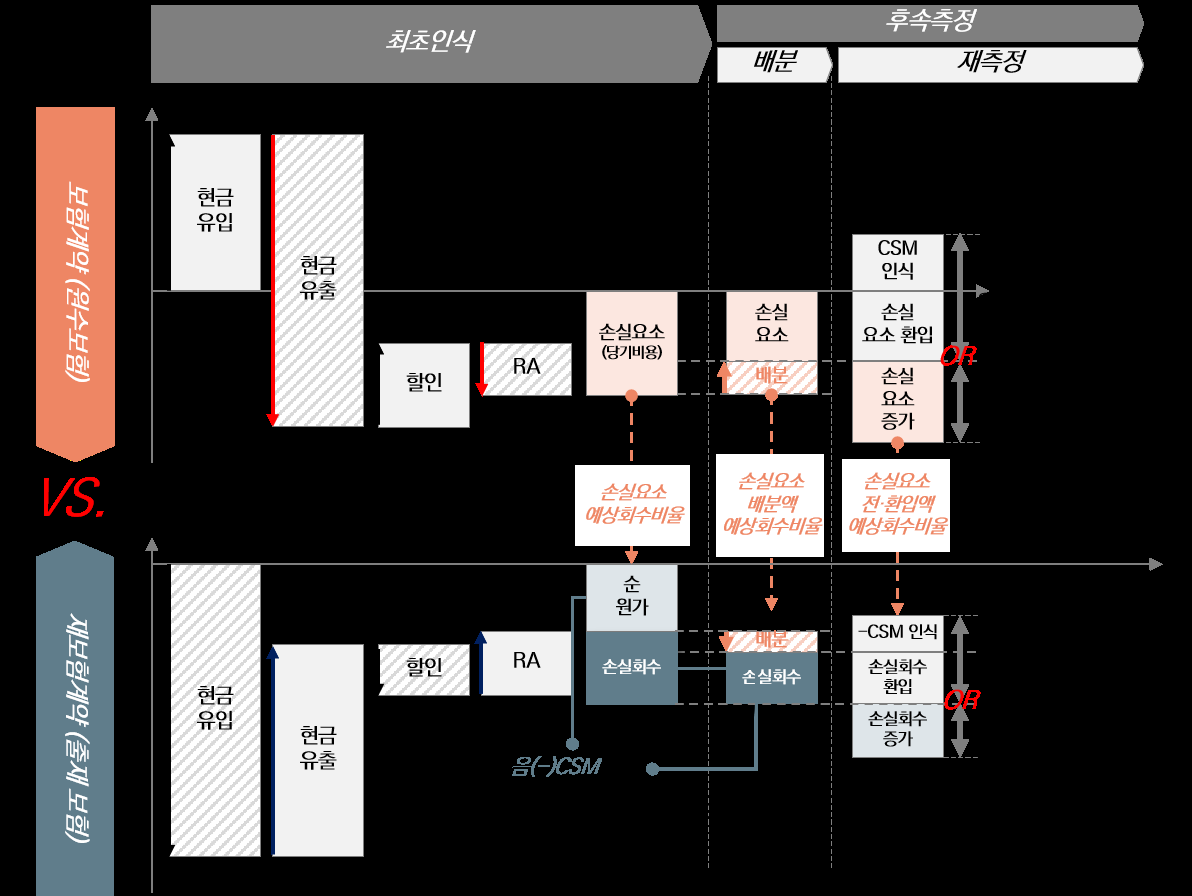 최초인식
후속측정
배분
재측정
보험계약 (원수보험)
현금
유입
현금
유출
할인
RA
손실요소
(당기비용)
손실
요소
배분
CSM
인식
손실
요소 환입
OR
손실
요소
증가
VS.
손실요소
예상회수비율
손실요소
배분액
예상회수비율
손실요소
전·환입액
예상회수비율
재보험계약 (출재 보험)
현금
유입
현금
유출
할인
RA
순
원가
손실회수
배분
손실회수
-CSM 인식
손실회수
환입
OR
손실회수
증가
음(-)CSM